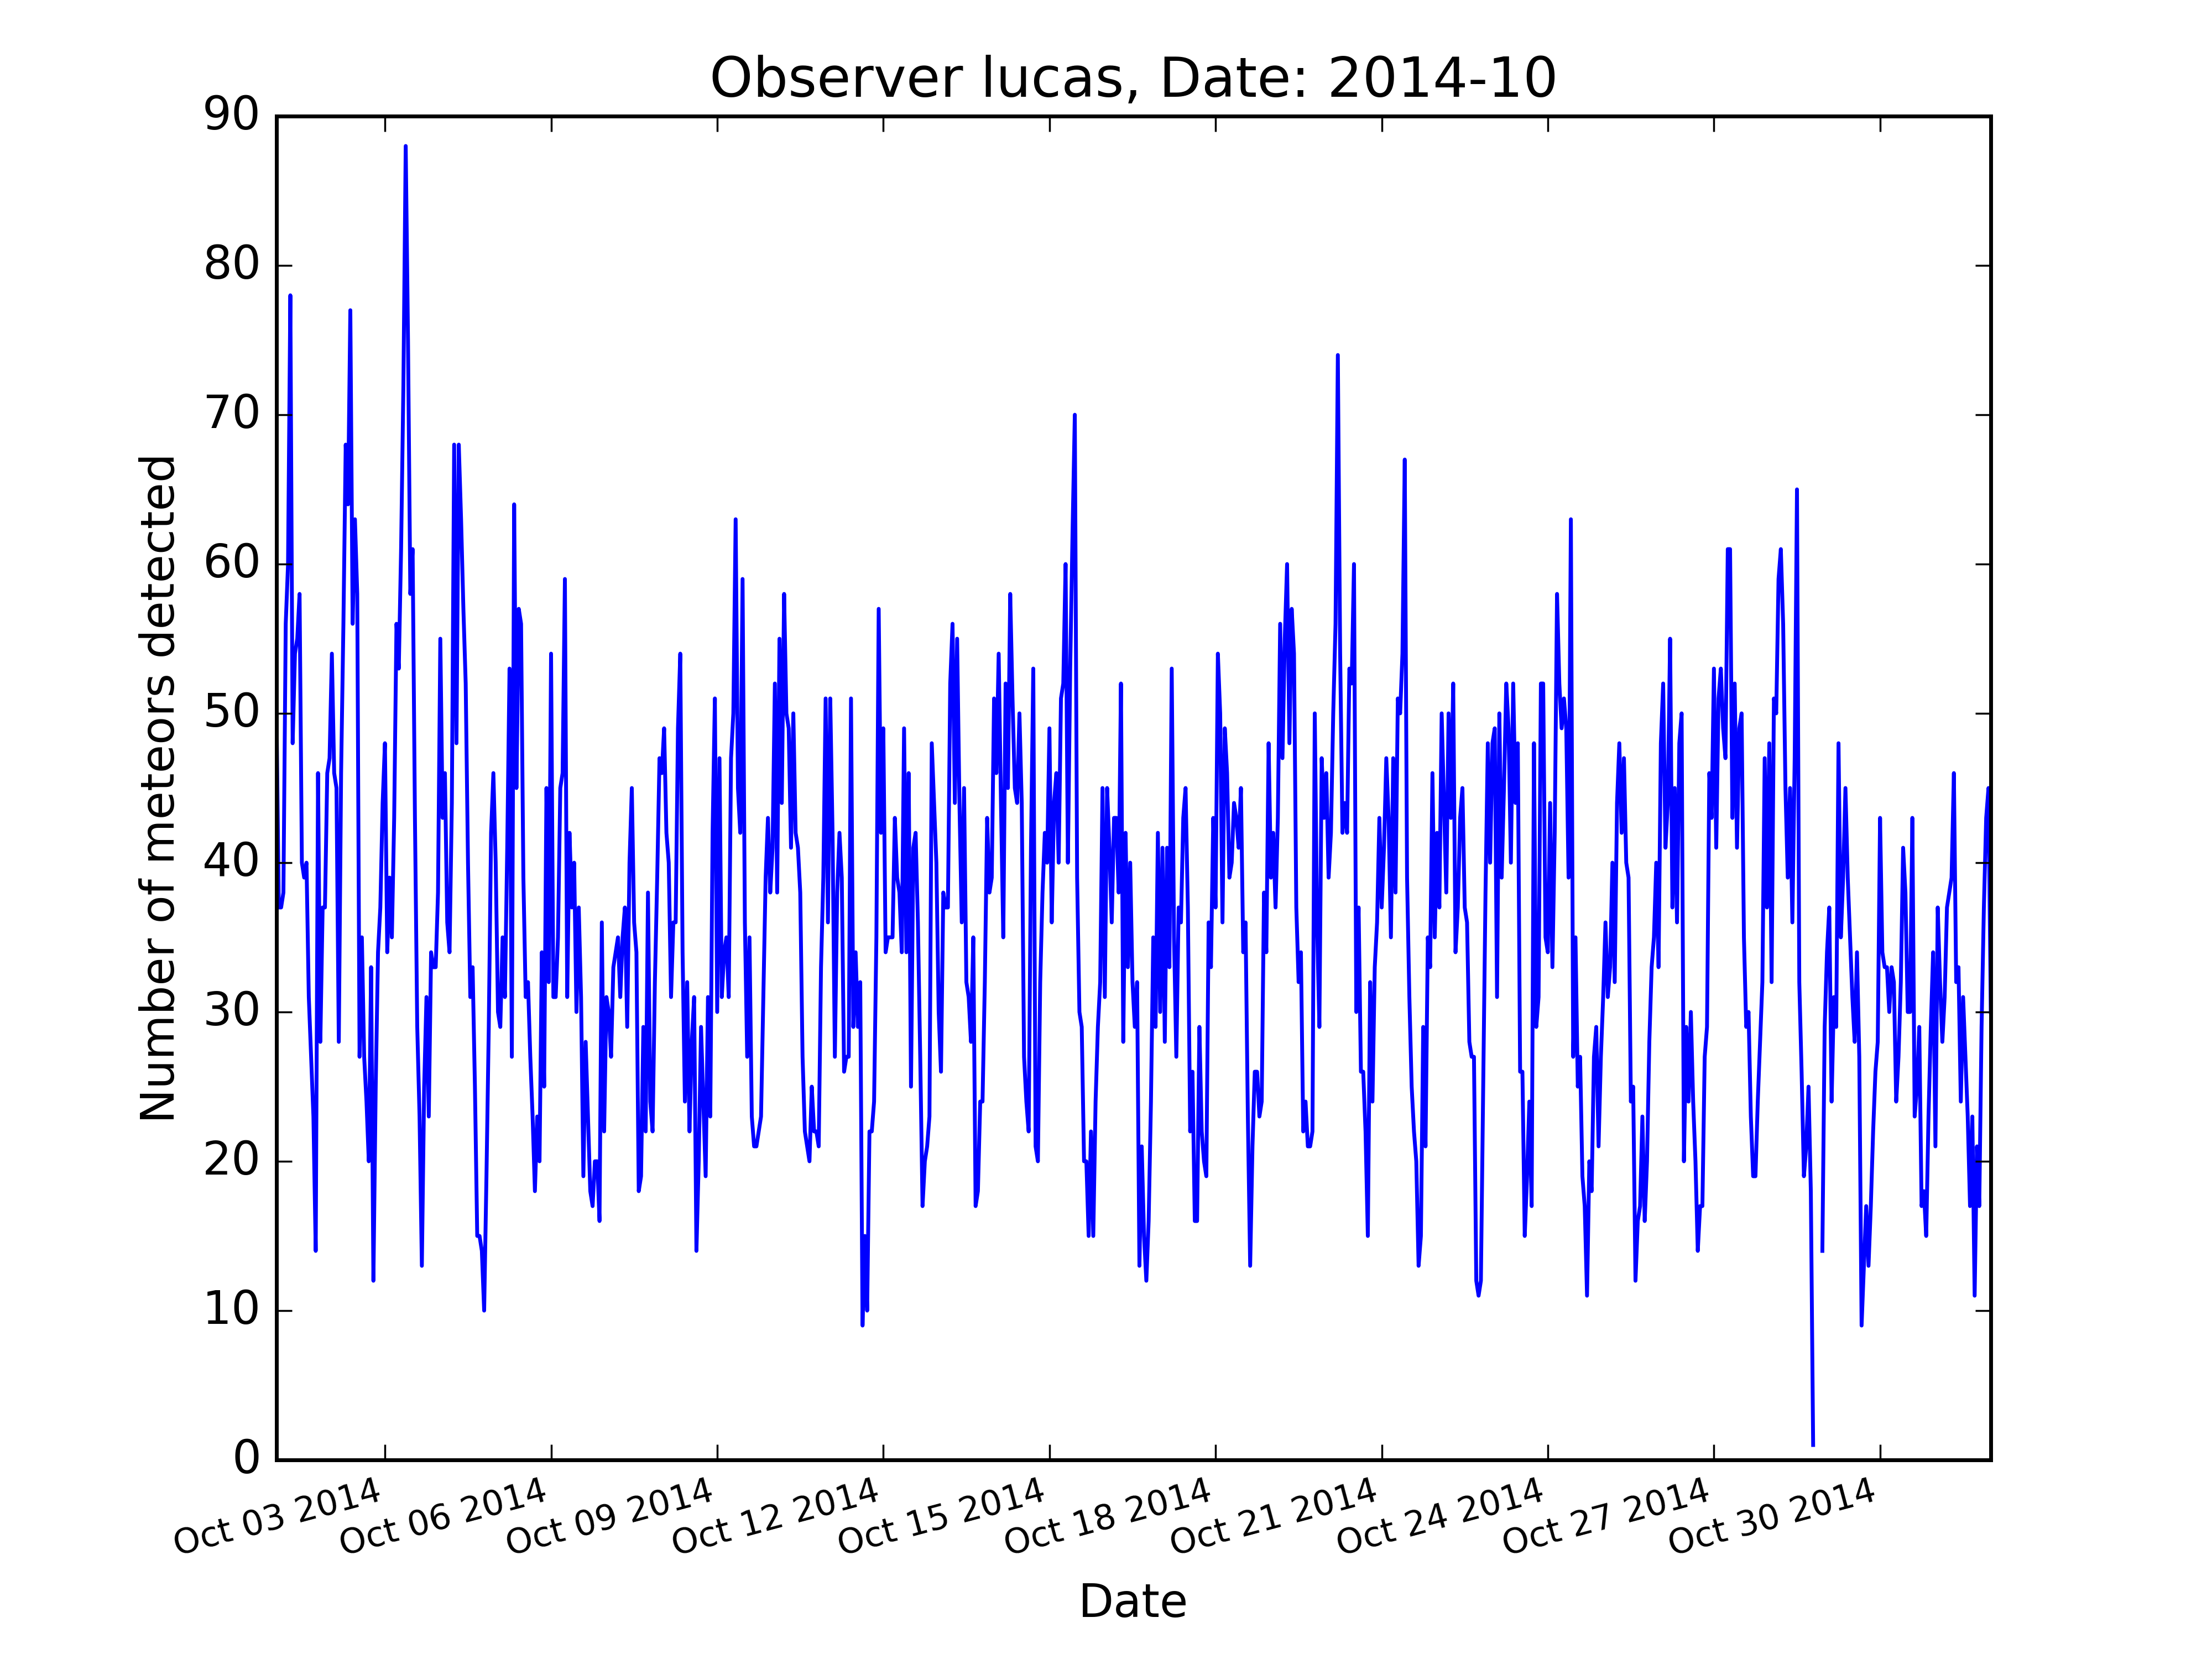 Observer lucas, Date: 2014-10
90
80
70
60
50
40
30
20
10
0
Number of meteors detected
Oct 03 2014
Oct 06 2014
Oct 09 2014
Oct 12 2014
Oct 15 2014
Oct 18 2014
Oct 21 2014
Oct 24 2014
Oct 27 2014
Oct 30 2014
Date